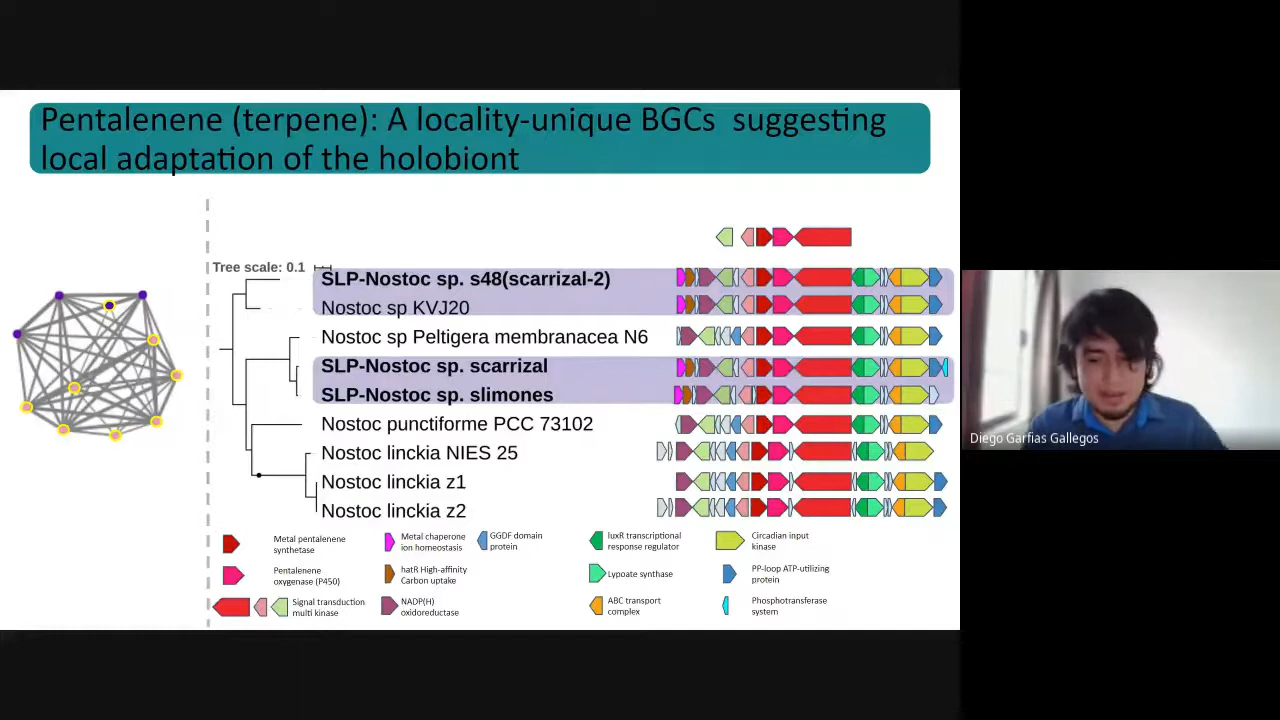 Pentalenene (terpene): A locality-unique BGCs suggesting
local adaptation of the holobiont
Tree scale: 0.1
SLP-Nostoc sp. s48(scarrizal-2)
Nostoc sp KVJ20
Nostoc sp Peltigera membranacea N6
SLP-Nostoc sp. scarrizal
SLP-Nostoc sp. slimones
Nostoc punctiforme PCC 73102
Nostoc linckia NIES 25
Nostoc linckia z1
Nostoc linckia z2
Metal pentalenene
synthetase
Pentalenene
oxygenase (P450)
Signal transduction
multi kinase
Metal chaperone
ion homeostasis
hatR High-affinity
Carbon uptake
NADP(H)
oxidoreductase
GGDF domain
protein
luxR transcriptional
response regulator
Lypoate synthase
ABC transport
complex
Circadian input
kinase
PP-loop ATP-utilizing
protein
Phosphotransferase
system
Diego Garfias Gallegos